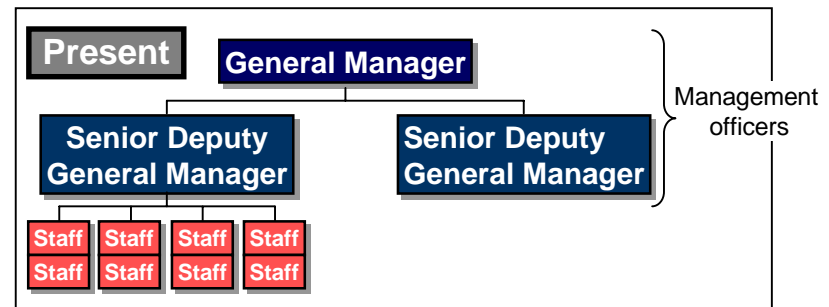 Present
General Manager
Management
officers
Senior Deputy
General Manager
Senior Deputy
General Manager
Staff Staff Staff Staff
Staff Staff Staff Staff